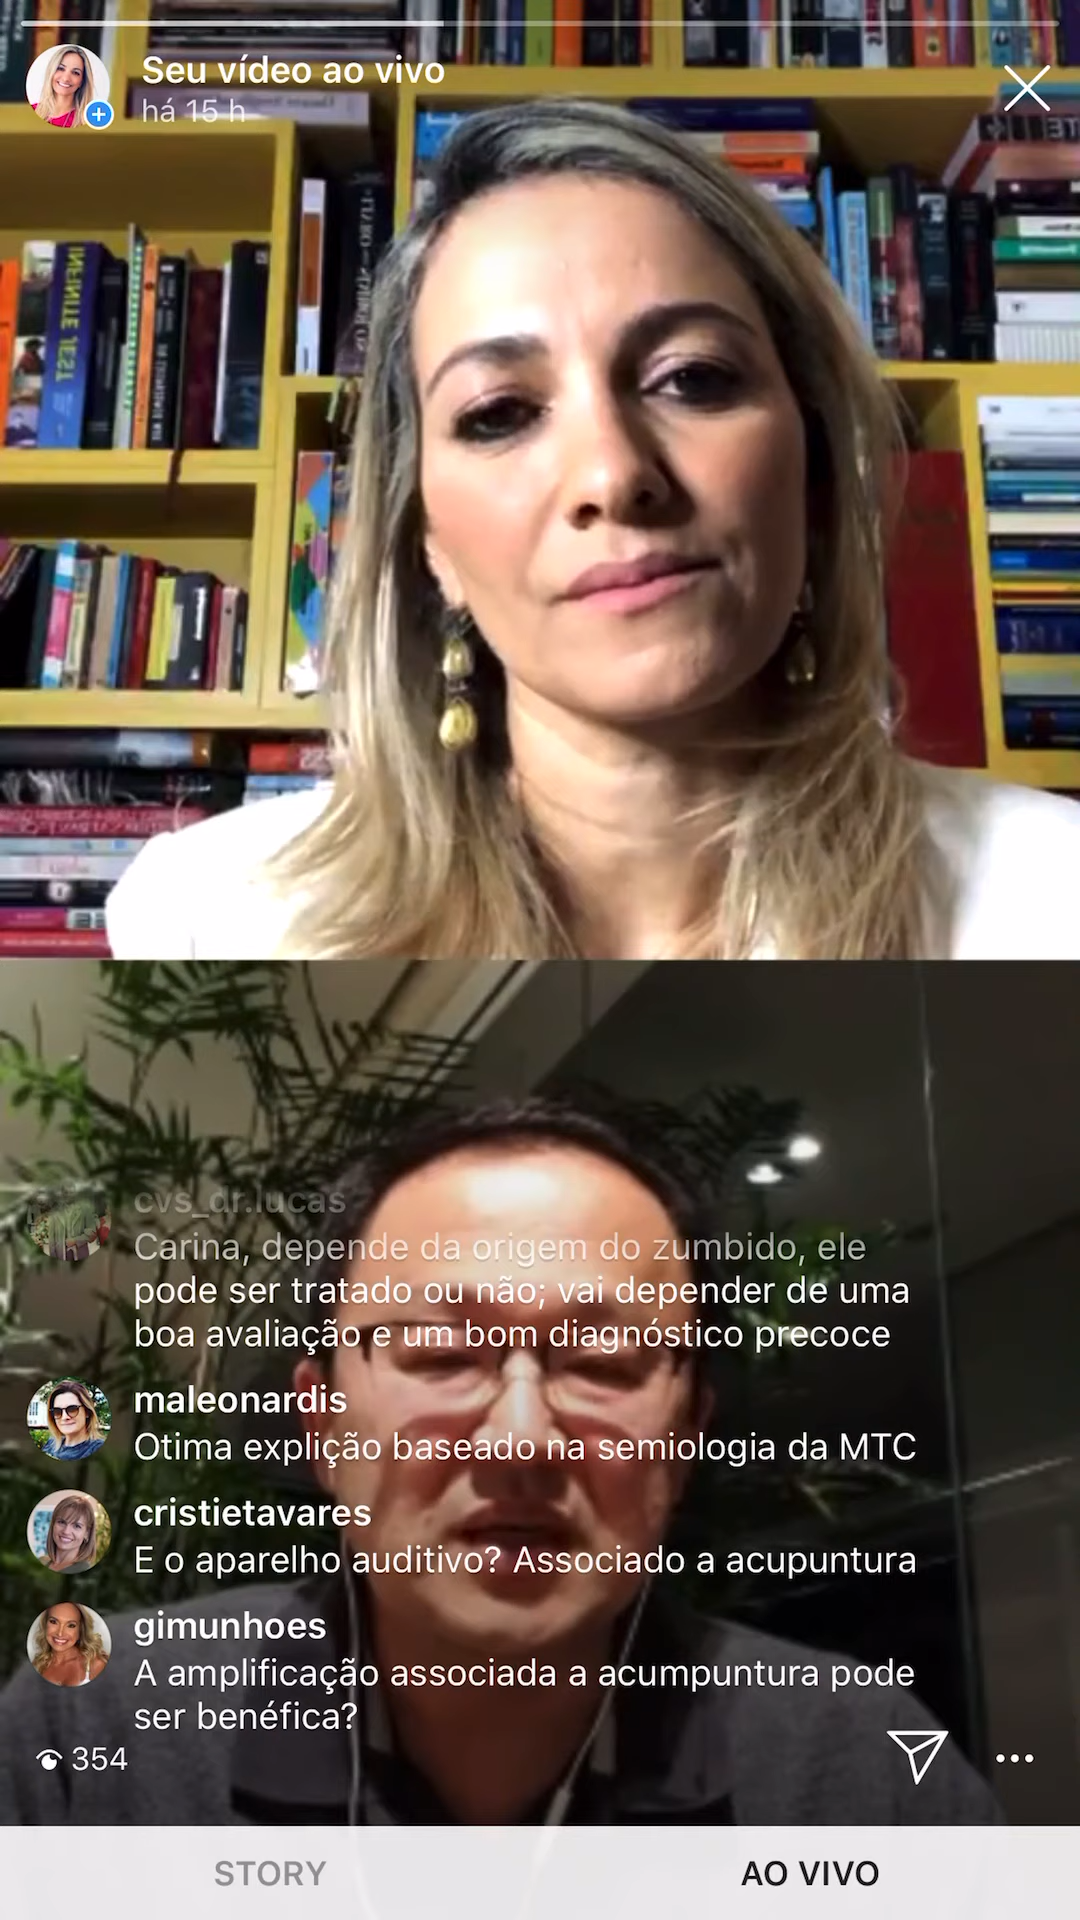 Seu vídeo ao vivo
há 15 h
INFINITE JEST
cvs_dr.lucas
Carina, depende da origem do zumbido, ele
pode ser tratado ou não; vai depender de uma
boa avaliação e um bom diagnóstico precoce
maleonardis
Otima explição baseado na semiologia da MTC
cristietavares
E o aparelho auditivo? Associado a acupuntura
gimunhoes
A amplificação associada a acumpuntura pode
ser benéfica?
354
STORY
AO VIVO